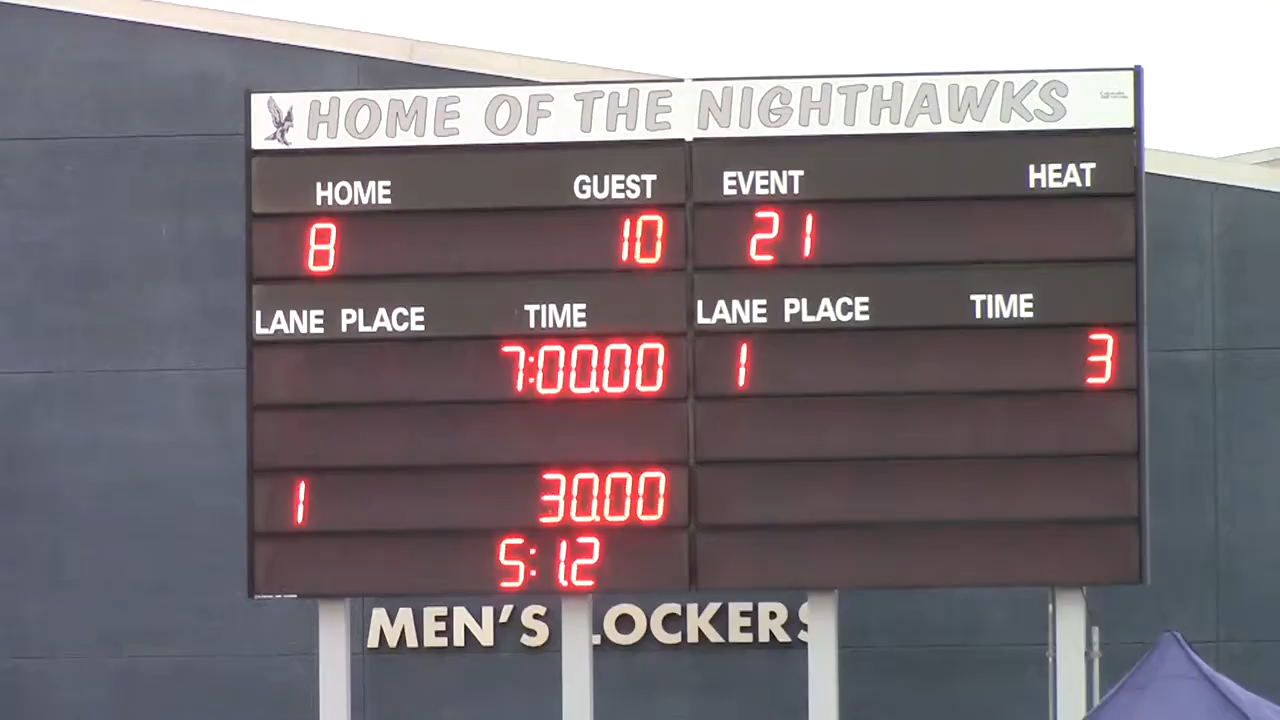 HOME OF THE NIGHTHAWKS
HOME GUEST EVENT HEAT
8 10 21
LANE PLACE TIME LANE PLACE TIME
7:00.00 1 3
1 30.00
5:12
MEN'S LOCKERS